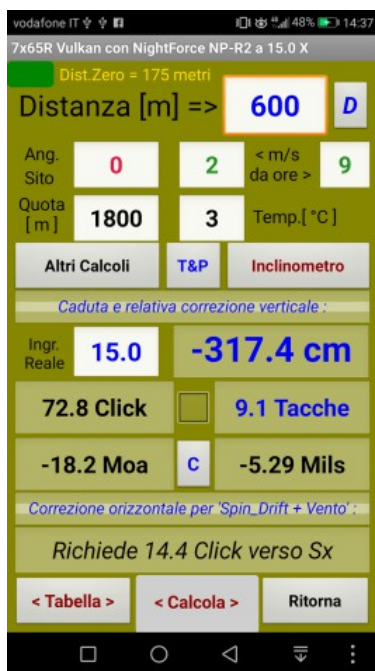 vodafone IT 48% 14:37
7x65R Vulkan con NightForce NP-R2 a 15.0 X
Dist.Zero = 175 metri
Distanza [m] => 600 D
Ang. Sito 0 2 < m/s da ore > 9
Quota [m] 1800 3 Temp.[°C]
Altri Calcoli T&P Inclinometro
Caduta e relativa correzione verticale :
Ingr. Reale 15.0 -317.4 cm
72.8 Click 9.1 Tacche
-18.2 Moa C -5.29 Mils
Correzione orizzontale per 'Spin_Drift + Vento' :
Richiede 14.4 Click verso Sx
< Tabella > < Calcola > Ritorna